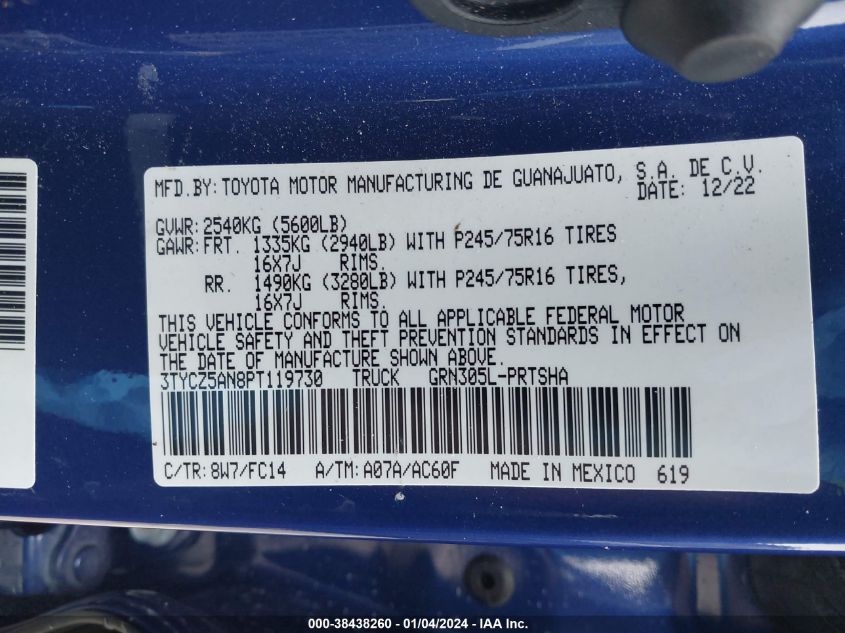 MFD.BY: TOYOTA MOTOR MANUFACTURING DE GUANAJUATO, S.A. DE C.V.
DATE: 12/22
GVWR: 2540KG (5600LB)
GAWR: FRT. 1335KG (2940LB) WITH P245/75R16 TIRES
16X7J RIMS.
RR. 1490KG (3280LB) WITH P245/75R16 TIRES,
16X7J RIMS.
THIS VEHICLE CONFORMS TO ALL APPLICABLE FEDERAL MOTOR
VEHICLE SAFETY AND THEFT PREVENTION STANDARDS IN EFFECT ON
THE DATE OF MANUFACTURE SHOWN ABOVE.
3TYCZ5AN8PT119730 TRUCK GRN305L-PRTSHA
C/TR: 8W7/FC14 A/TM: A07A/AC60F MADE IN MEXICO 619
000-38438260 - 01/04/2024 - IAAI.COM